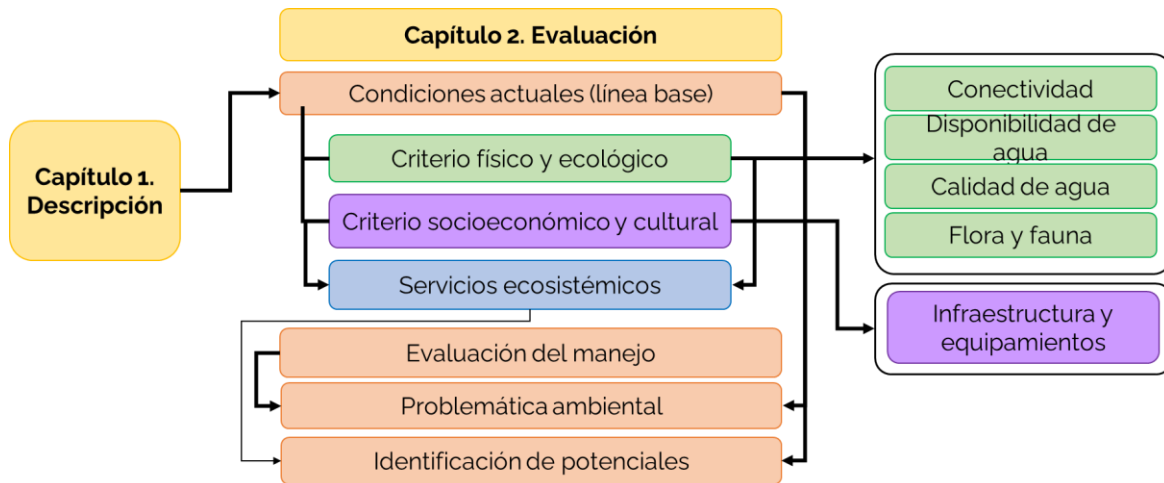 Capítulo 2. Evaluación
Condiciones actuales (línea base)
Capítulo 1.
Descripción
Criterio físico y ecológico
Criterio socioeconómico y cultural
Servicios ecosistémicos
Evaluación del manejo
Problemática ambiental
Identificación de potenciales
Conectividad
Disponibilidad de
agua
Calidad de agua
Flora y fauna
Infraestructura y
equipamientos